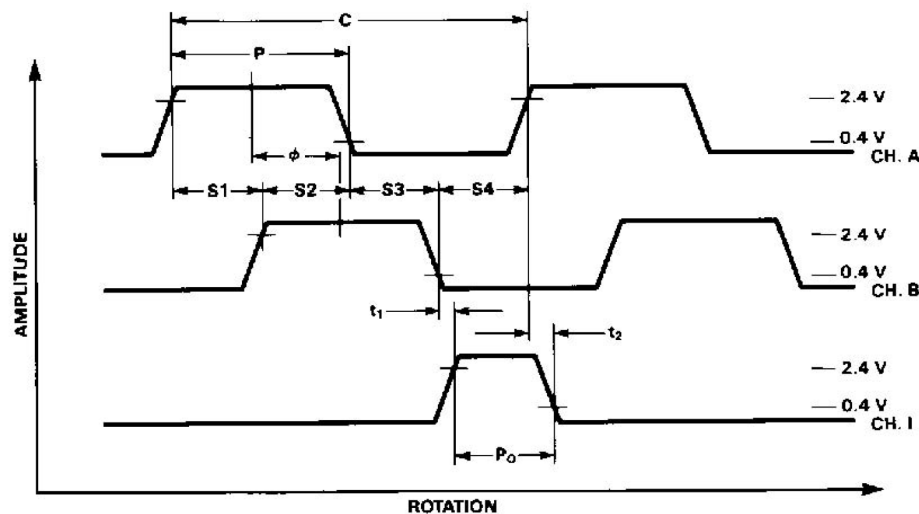 C
P
2.4 V
0.4 V
CH. A
ϕ
S1 S2 S3 S4
2.4 V
0.4 V
CH. B
t1
t2
2.4 V
0.4 V
CH. I
PO
AMPLITUDE
ROTATION